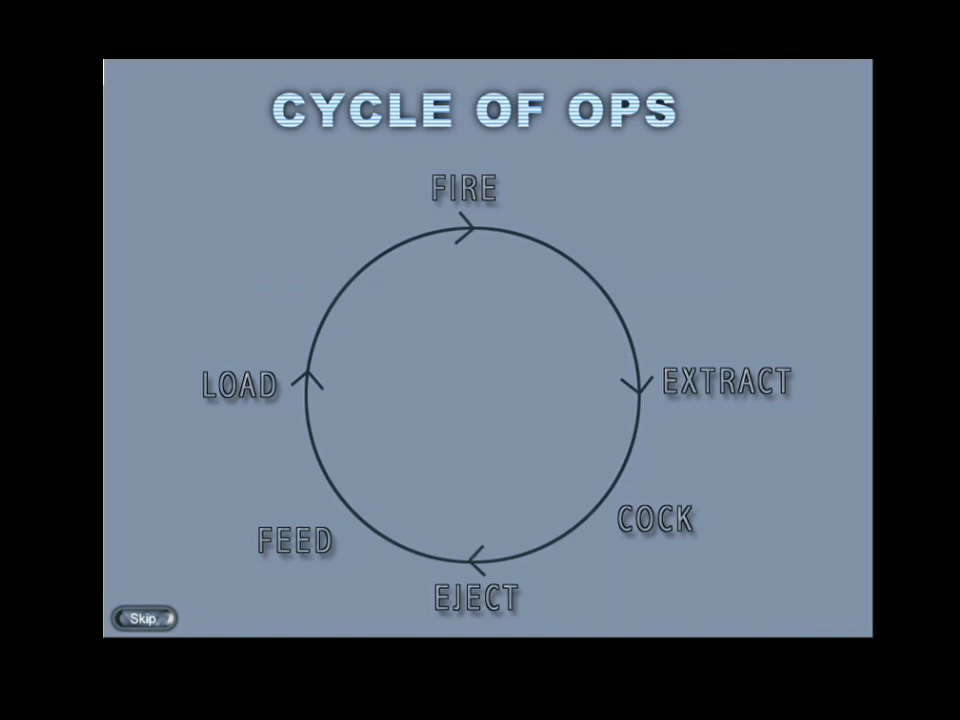 CYCLE OF OPS
FIRE
LOAD
EXTRACT
COCK
FEED
EJECT
Skip